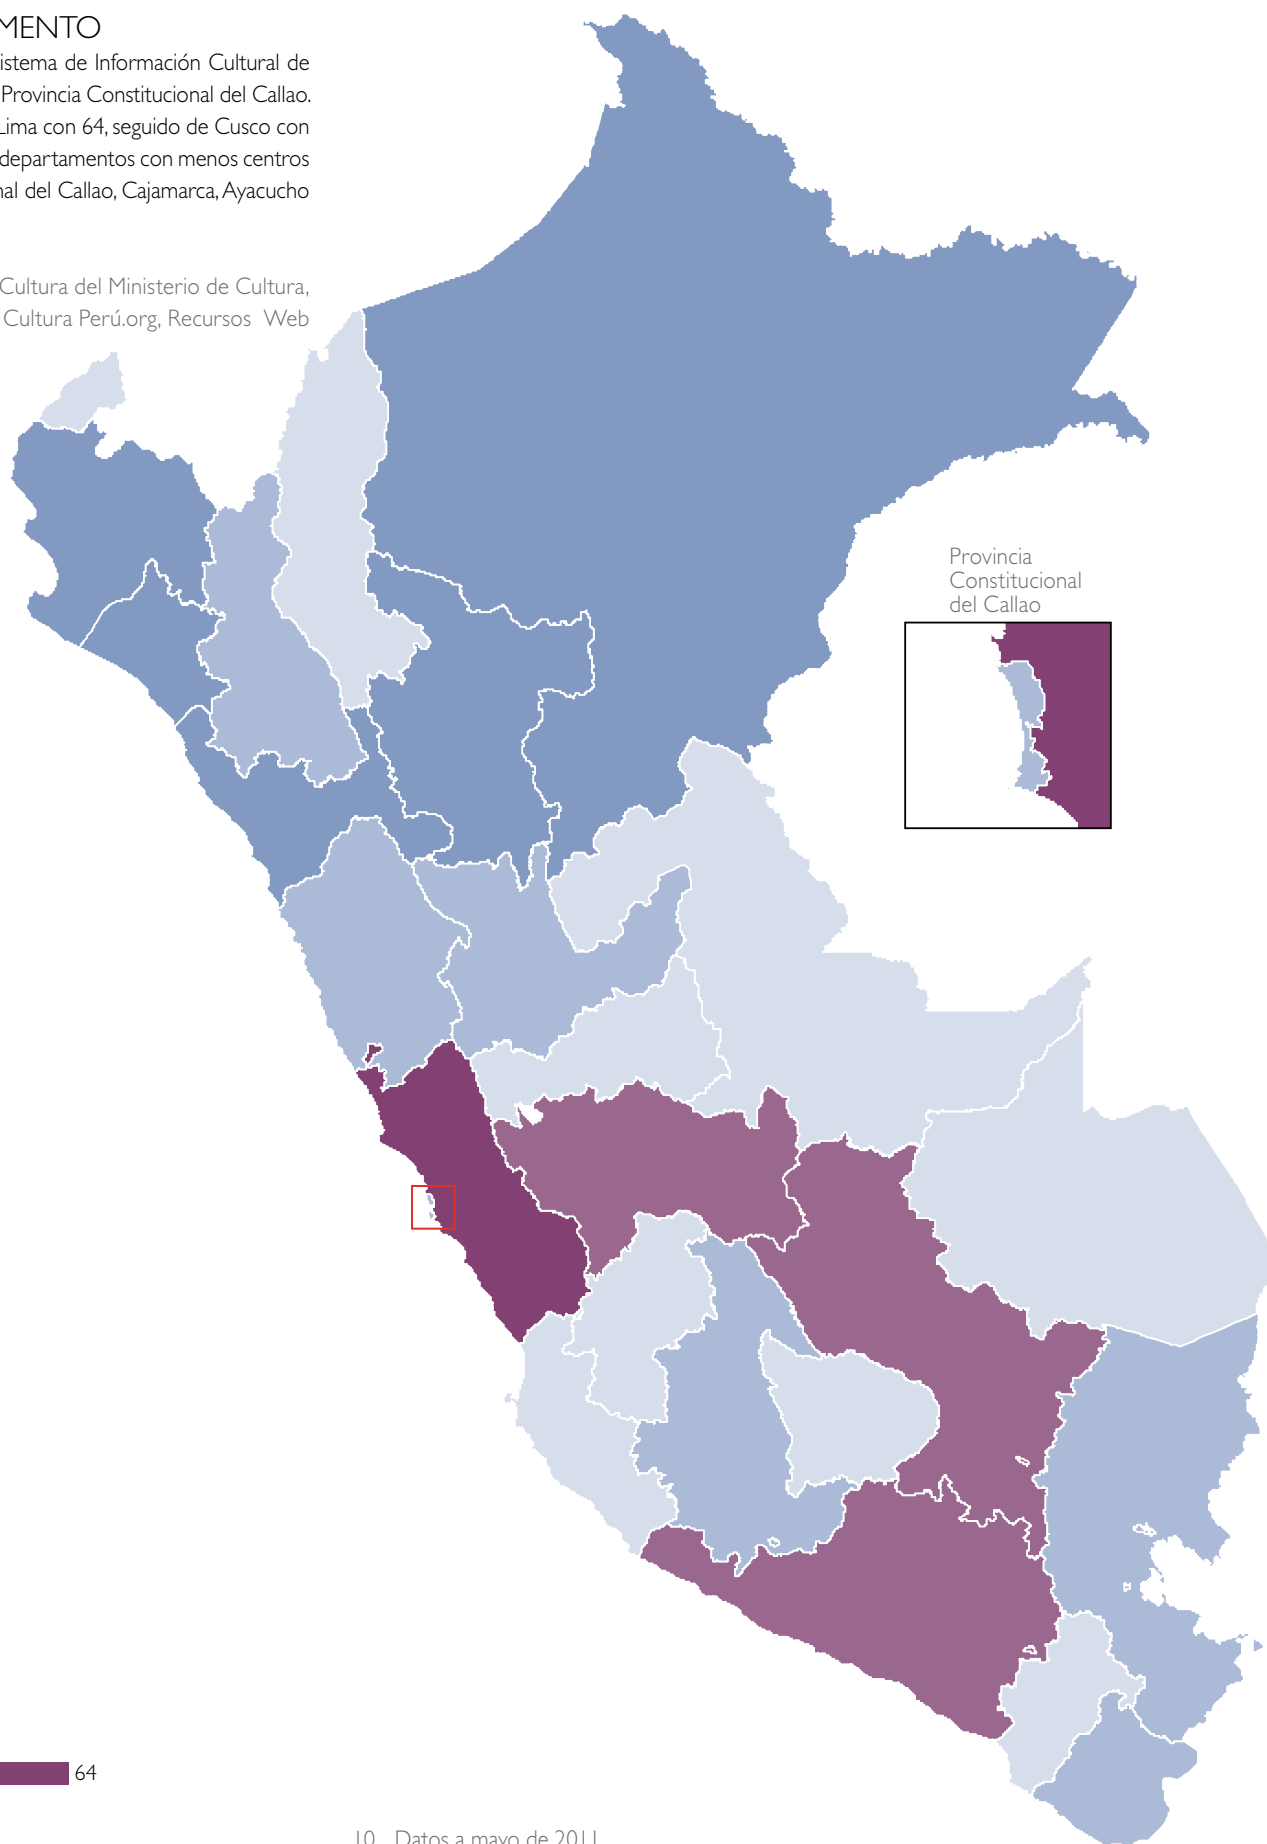 MENTO
istema de Información Cultural de
Provincia Constitucional del Callao.
Lima con 64, seguido de Cusco con
departamentos con menos centros
nal del Callao, Cajamarca, Ayacucho
Cultura del Ministerio de Cultura,
Cultura Perú.org, Recursos Web
Provincia
Constitucional
del Callao
64
10 Datos a mayo de 2011